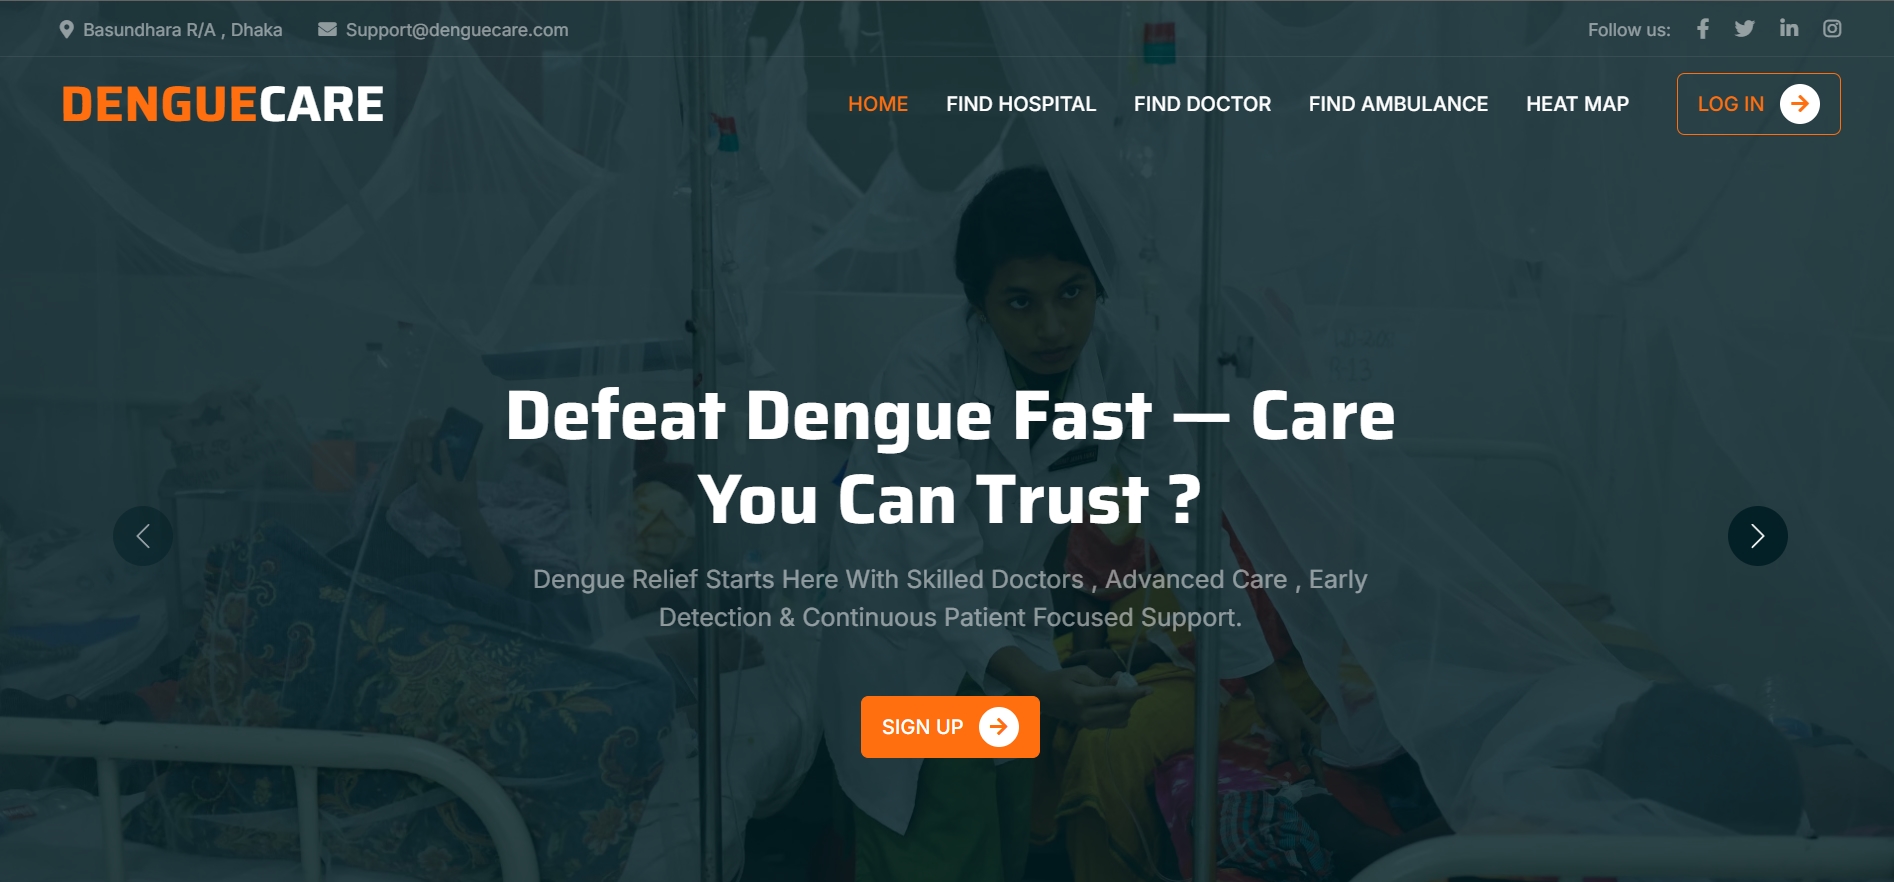 Basundhara R/A , Dhaka
Support@denguecare.com
Follow us:
DENGUECARE
HOME
FIND HOSPITAL
FIND DOCTOR
FIND AMBULANCE
HEAT MAP
LOG IN
Defeat Dengue Fast — Care
You Can Trust ?
Dengue Relief Starts Here With Skilled Doctors , Advanced Care , Early
Detection & Continuous Patient Focused Support.
SIGN UP